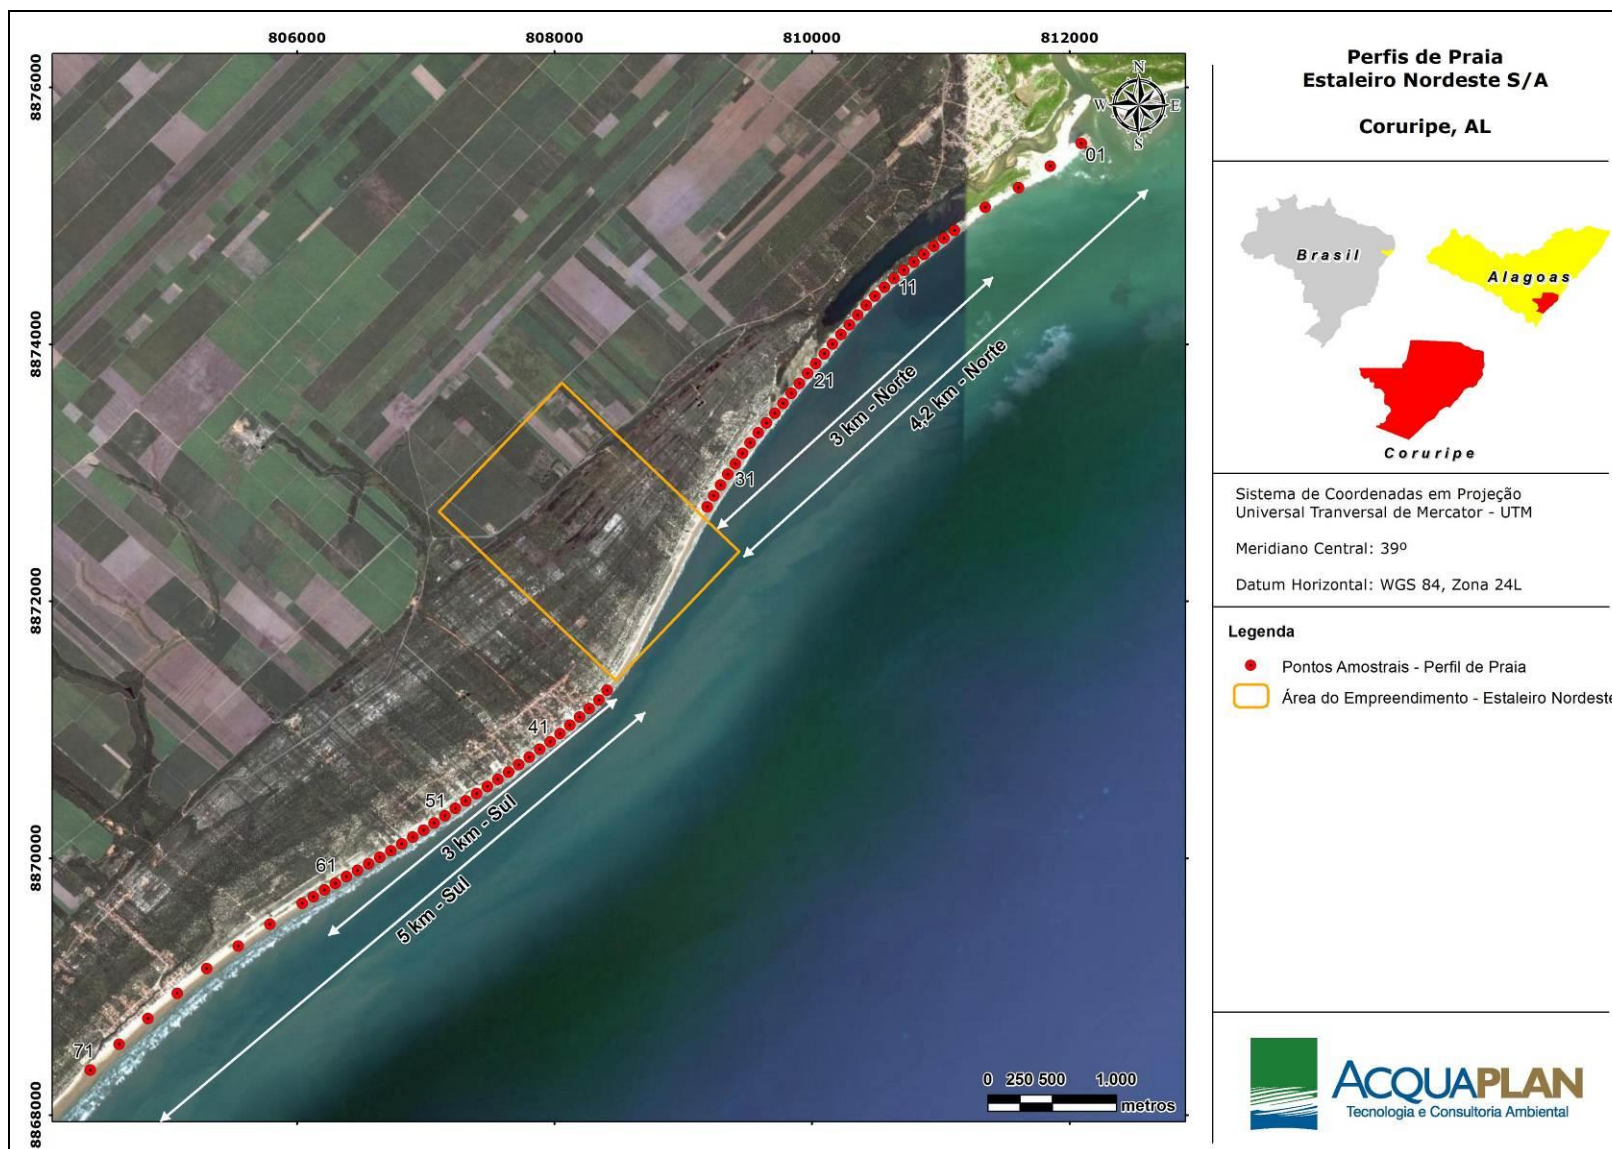 806000
808000
810000
812000
8876000
8874000
8872000
8870000
8868000
N
W
E
S
01
11
21
31
41
51
61
71
3 km - Norte
4,2 km - Norte
3 km - Sul
5 km - Sul
0 250 500 1.000
metros
Perfis de Praia
Estaleiro Nordeste S/A
Coruripe, AL
Brasil
Alagoas
Coruripe
Sistema de Coordenadas em Projeção
Universal Tranversal de Mercator - UTM
Meridiano Central: 39º
Datum Horizontal: WGS 84, Zona 24L
Legenda
Pontos Amostrais - Perfil de Praia
Área do Empreendimento - Estaleiro Nordeste
ACQUAPLAN
Tecnologia e Consultoria Ambiental